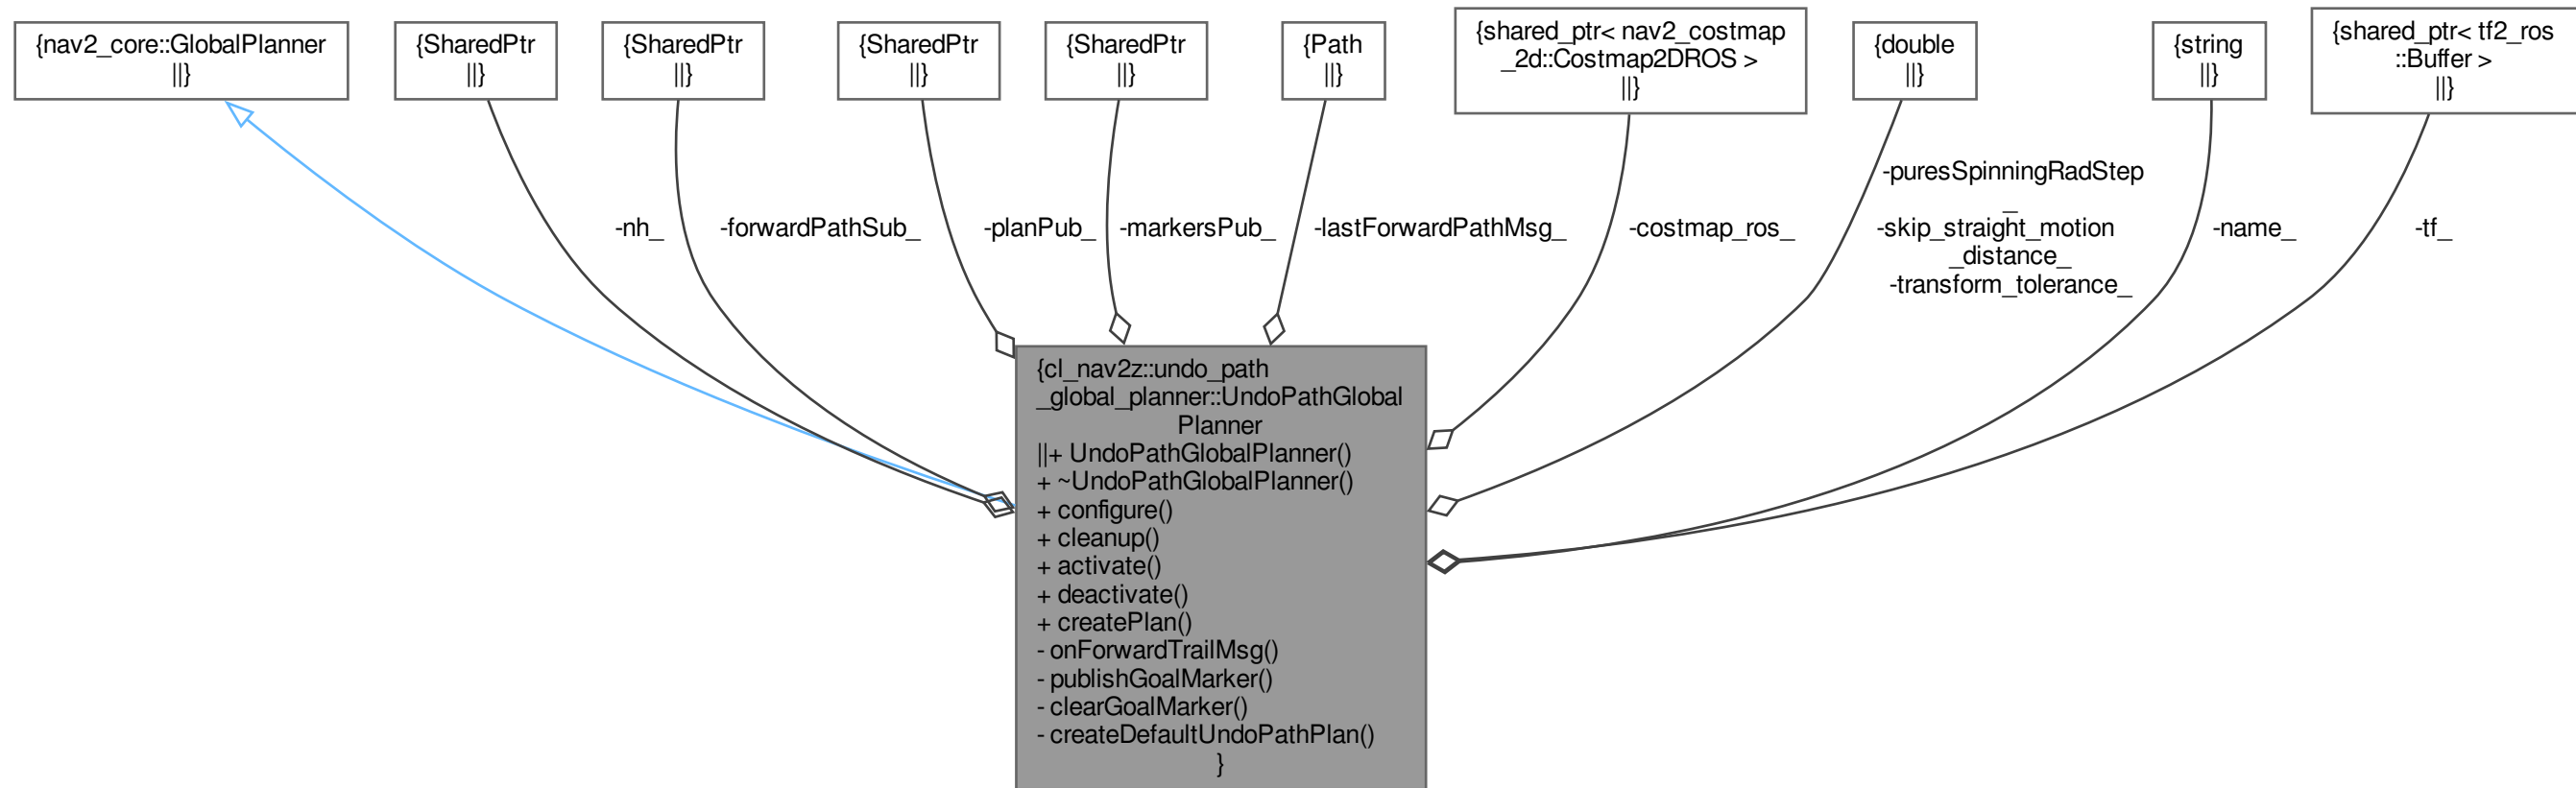 {nav2_core::GlobalPlanner
||}
{SharedPtr
||}
{SharedPtr
||}
{SharedPtr
||}
{SharedPtr
||}
{Path
||}
{shared_ptr< nav2_costmap
_2d::Costmap2DROS >
||}
{double
||}
{string
||}
{shared_ptr< tf2_ros
::Buffer >
||}
-nh_
-forwardPathSub_
-planPub_
-markersPub_
-lastForwardPathMsg_
-costmap_ros_
-puresSpinningRadStep
_
-skip_straight_motion
_distance_
-transform_tolerance_
-name_
-tf_
{cl_nav2z::undo_path
_global_planner::UndoPathGlobal
Planner
||+ UndoPathGlobalPlanner()
+ ~UndoPathGlobalPlanner()
+ configure()
+ cleanup()
+ activate()
+ deactivate()
+ createPlan()
- onForwardTrailMsg()
- publishGoalMarker()
- clearGoalMarker()
- createDefaultUndoPathPlan()
}